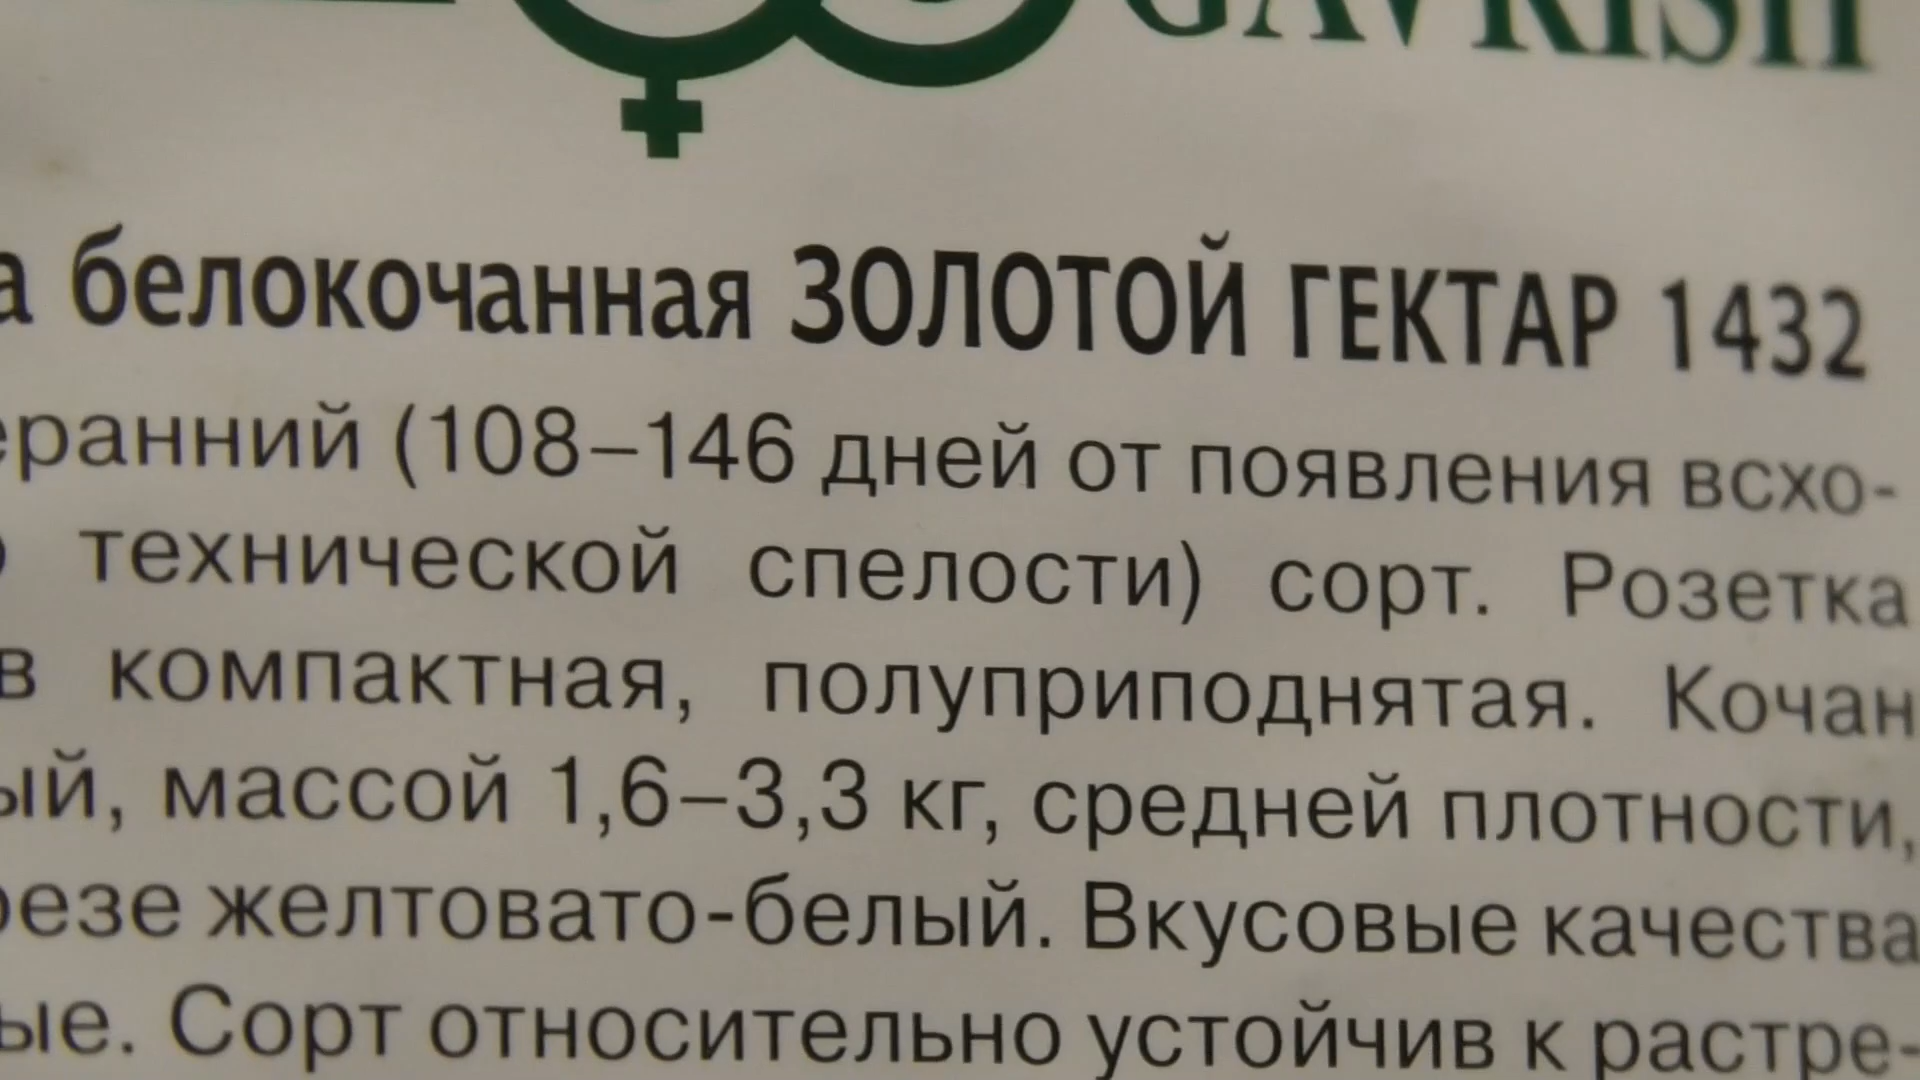 GAVRISH
а белокочанная ЗОЛОТОЙ ГЕКТАР 1432
еранний (108–146 дней от появления всхо-
технической спелости) сорт. Розетка
в компактная, полуприподнятая. Кочан
ый, массой 1,6–3,3 кг, средней плотности,
резе желтовато-белый. Вкусовые качества
ые. Сорт относительно устойчив к растре-